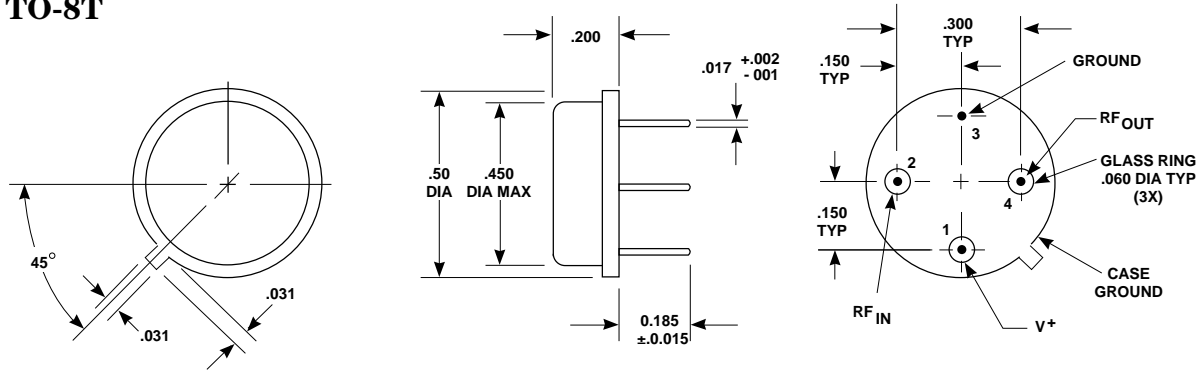 TO-8T
45°
.031
.031
.200
.50
DIA
.450
DIA MAX
.017 +.002
- 001
0.185
±.0.015
.300
TYP
.150
TYP
.150
TYP
GROUND
3
RF OUT
2
4
GLASS RING
.060 DIA TYP
(3X)
1
CASE
GROUND
RF IN
V+